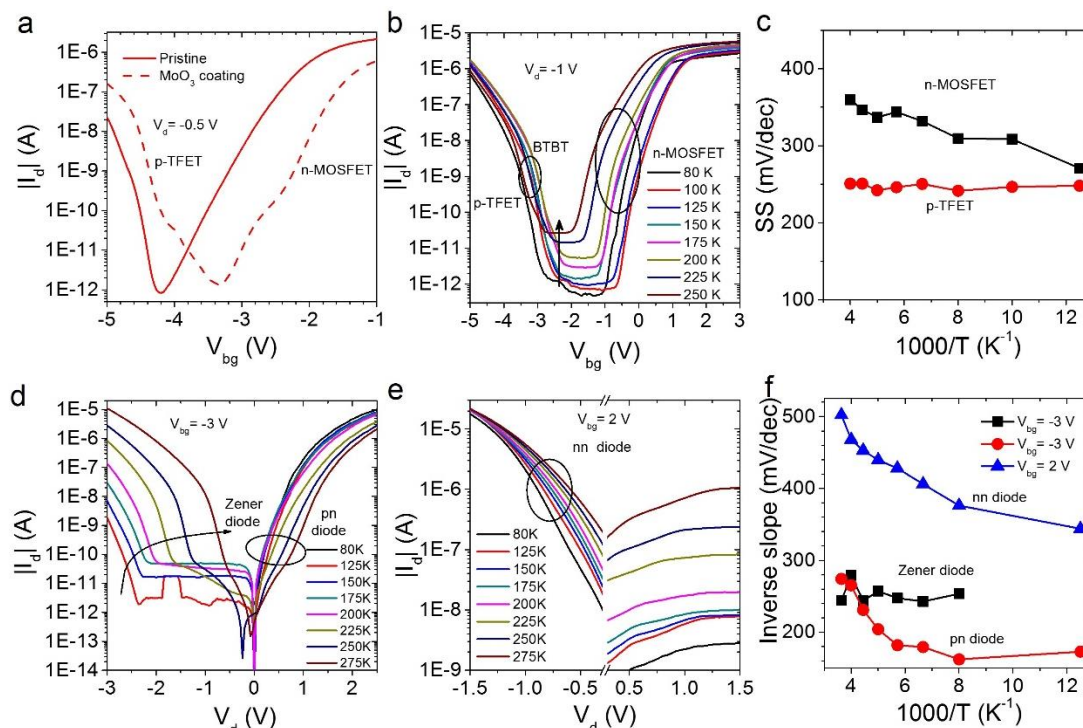 a
1E-6
1E-7
1E-8
1E-9
1E-10
1E-11
1E-12
|I_d| (A)
Pristine
MoO₃ coating
V_d= -0.5 V
p-TFET
n-MOSFET
-5 -4 -3 -2 -1
V_bg (V)
b
1E-5
1E-6
1E-7
1E-8
1E-9
1E-10
1E-11
1E-12
|I_d| (A)
V_d= -1 V
BTBT
p-TFET
n-MOSFET
80 K
100 K
125 K
150 K
175 K
200 K
225 K
250 K
-5 -4 -3 -2 -1 0 1 2 3
V_bg (V)
c
400
300
200
100
SS (mV/dec)
n-MOSFET
p-TFET
4 6 8 10 12
1000/T (K⁻¹)
d
1E-5
1E-6
1E-7
1E-8
1E-9
1E-10
1E-11
1E-12
1E-13
1E-14
|I_d| (A)
V_bg= -3 V
Zener
diode
pn
diode
80K
125K
150K
175K
200K
225K
250K
275K
-3 -2 -1 0 1 2
V_d (V)
e
1E-5
1E-6
1E-7
1E-8
1E-9
|I_d| (A)
V_bg= 2 V
nn diode
80K
125K
150K
175K
200K
225K
250K
275K
-1.5 -1.0 -0.5 0.5 1.0 1.5
V_d (V)
f
500
400
300
200
Inverse slope (mV/dec)
V_bg= -3 V
V_bg= -3 V
V_bg= 2 V
nn diode
Zener diode
pn diode
4 6 8 10 12
1000/T (K⁻¹)